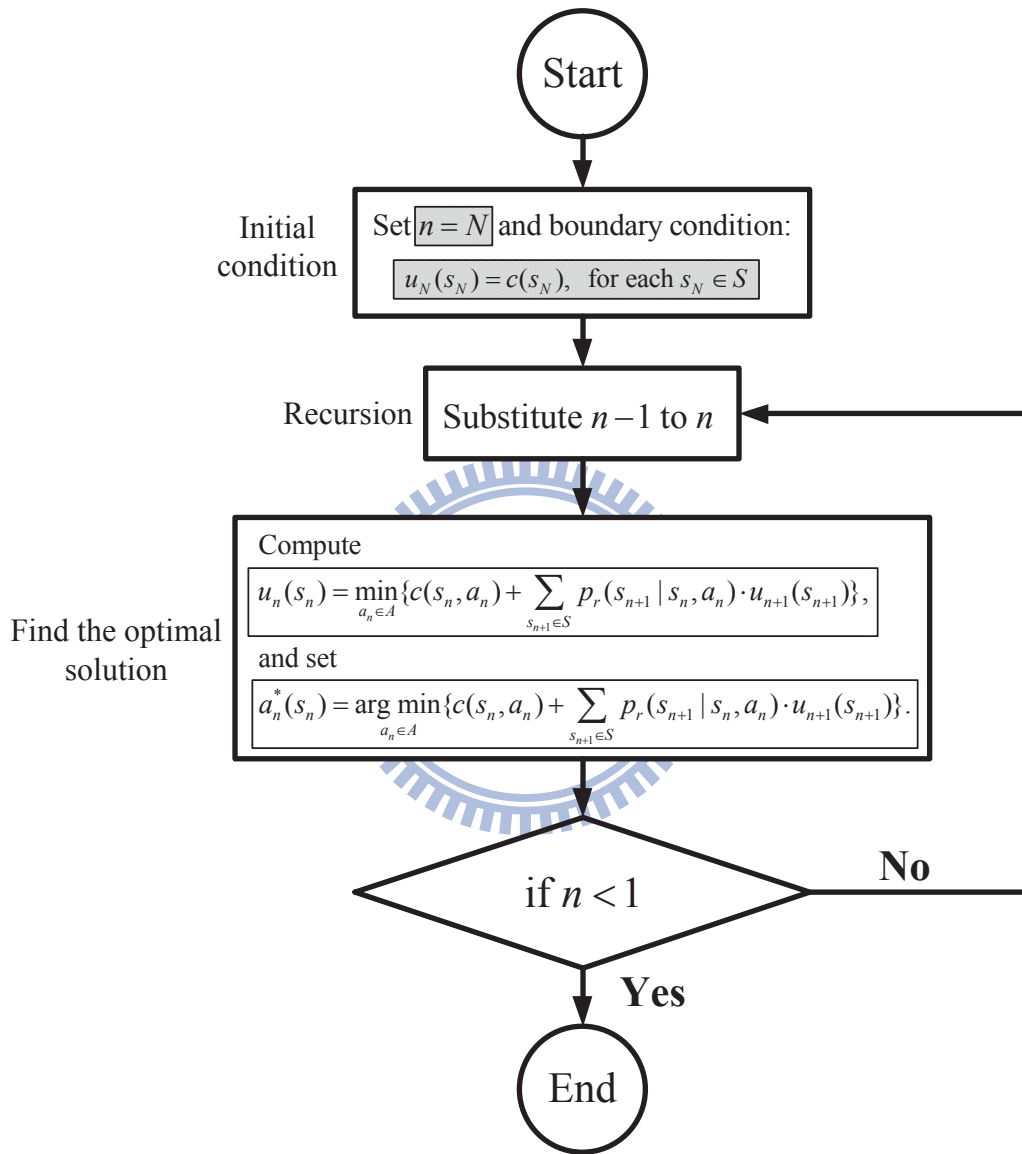 Start
Initial
condition
Set n = N and boundary condition:
u_N(s_N) = c(s_N), for each s_N ∈ S
Recursion
Substitute n−1 to n
Find the optimal
solution
Compute
u_n(s_n) = min_{a_n∈A}{c(s_n, a_n) + ∑_{s_{n+1}∈S} p_r(s_{n+1} | s_n, a_n) · u_{n+1}(s_{n+1})},
and set
a_n^*(s_n) = arg min_{a_n∈A}{c(s_n, a_n) + ∑_{s_{n+1}∈S} p_r(s_{n+1} | s_n, a_n) · u_{n+1}(s_{n+1})}.
if n < 1
No
Yes
End